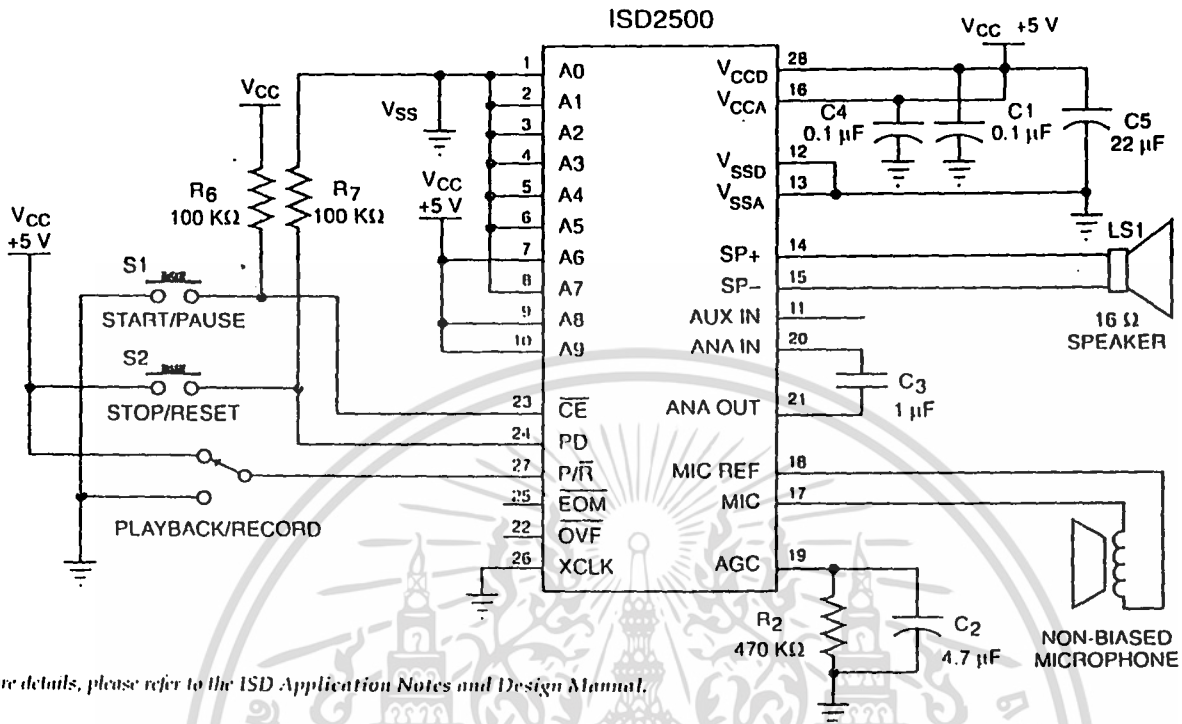 ISD2500
VCC +5 V
VCC
VSS
R6
100 KΩ
R7
100 KΩ
VCC
+5 V
VCC
+5 V
S1
START/PAUSE
S2
STOP/RESET
PLAYBACK/RECORD
1 A0
2 A1
3 A2
4 A3
5 A4
6 A5
7 A6
8 A7
9 A8
10 A9
23 C̅E̅
24 PD
27 P/R̅
25 E̅O̅M̅
22 O̅V̅F̅
26 XCLK
VCCD 28
VCCA 16
VSSD 12
VSSA 13
SP+ 14
SP− 15
AUX IN 11
ANA IN 20
ANA OUT 21
MIC REF 18
MIC 17
AGC 19
C4
0.1 µF
C1
0.1 µF
C5
22 µF
LS1
16 Ω
SPEAKER
C3
1 µF
R2
470 KΩ
C2
4.7 µF
NON-BIASED
MICROPHONE
re details, please refer to the ISD Application Notes and Design Manual.